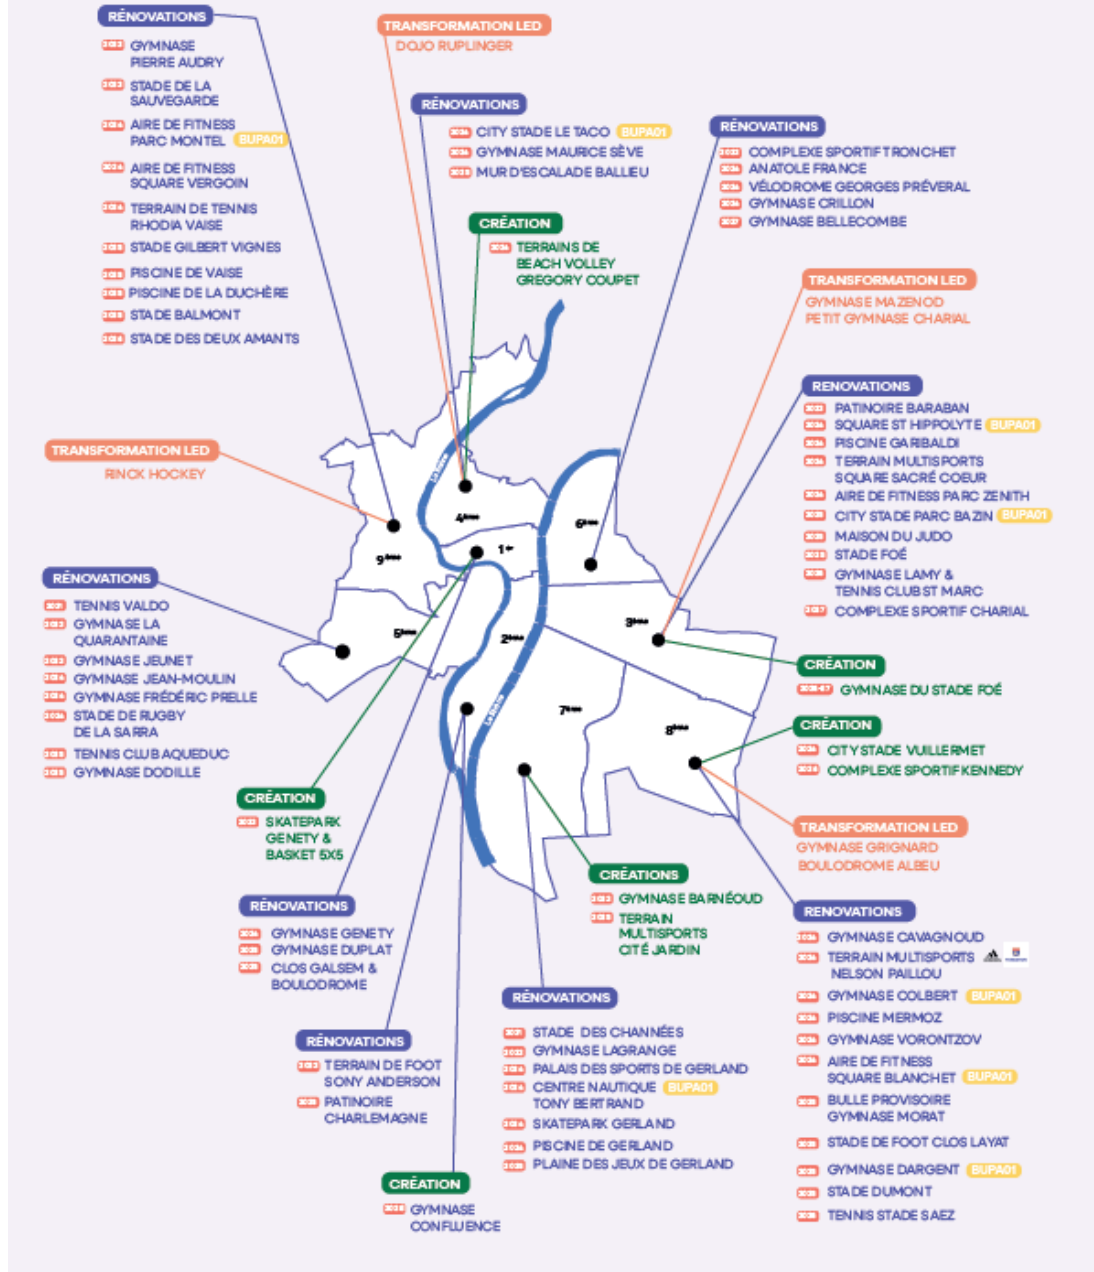 RÉNOVATIONS
GYMNASE
PIERRE AUDRY
STADE DE LA
SAUVEGARDE
AIRE DE FITNESS
PARC MONTEL BUPA01
AIRE DE FITNESS
SQUARE VERGOIN
TERRAIN DE TENNIS
RHODIA VAISE
STADE GILBERT VIGNES
PISCINE DE VAISE
PISCINE DE LA DUCHÈRE
STADE BALMONT
STADE DES DEUX AMANTS
TRANSFORMATION LED
DOJO RUPLINGER
RÉNOVATIONS
CITY STADE LE TACO BUPA01
GYMNASE MAURICE SÈVE
MUR D'ESCALADE BALLIEU
CRÉATION
TERRAINS DE
BEACH VOLLEY
GREGORY COUPET
RÉNOVATIONS
COMPLEXE SPORTIF TRONCHET
ANATOLE FRANCE
VÉLODROME GEORGES PRÉVERAL
GYMNASE CRILLON
GYMNASE BELLECOMBE
TRANSFORMATION LED
GYMNASE MAZENOD
PETIT GYMNASE CHARIAL
RENOVATIONS
PATINOIRE BARABAN
SQUARE ST HIPPOLYTE BUPA01
PISCINE GARIBALDI
TERRAIN MULTISPORTS
SQUARE SACRÉ COEUR
AIRE DE FITNESS PARC ZENITH
CITY STADE PARC BAZIN BUPA01
MAISON DU JUDO
STADE FOÉ
GYMNASE LAMY &
TENNIS CLUB ST MARC
COMPLEXE SPORTIF CHARIAL
TRANSFORMATION LED
RINCK HOCKEY
4ème
6ème
1er
9ème
5ème
2ème
3ème
7ème
8ème
RÉNOVATIONS
TENNIS VALDO
GYMNASE LA
QUARANTAINE
GYMNASE JEUNET
GYMNASE JEAN-MOULIN
GYMNASE FRÉDÉRIC PRELLE
STADE DE RUGBY
DE LA SARRA
TENNIS CLUB AQUEDUC
GYMNASE DODILLE
CRÉATION
GYMNASE DU STADE FOÉ
CRÉATION
CITY STADE VUILLERMET
COMPLEXE SPORTIF KENNEDY
TRANSFORMATION LED
GYMNASE GRIGNARD
BOULODROME ALBEU
CRÉATION
SKATEPARK
GENETY &
BASKET 5X5
CRÉATIONS
GYMNASE BARNÉOUD
TERRAIN
MULTISPORTS
CITÉ JARDIN
RÉNOVATIONS
GYMNASE GENETY
GYMNASE DUPLAT
CLOS GALSEM &
BOULODROME
RENOVATIONS
GYMNASE CAVAGNOUD
TERRAIN MULTISPORTS
NELSON PAILLOU
GYMNASE COLBERT BUPA01
PISCINE MERMOZ
GYMNASE VORONTZOV
AIRE DE FITNESS
SQUARE BLANCHET BUPA01
BULLE PROVISOIRE
GYMNASE MORAT
STADE DE FOOT CLOS LAYAT
GYMNASE DARGENT BUPA01
STADE DUMONT
TENNIS STADE SAEZ
RÉNOVATIONS
STADE DES CHANNÉES
GYMNASE LAGRANGE
PALAIS DES SPORTS DE GERLAND
CENTRE NAUTIQUE BUPA01
TONY BERTRAND
SKATEPARK GERLAND
PISCINE DE GERLAND
PLAINE DES JEUX DE GERLAND
RÉNOVATIONS
TERRAIN DE FOOT
SONY ANDERSON
PATINOIRE
CHARLEMAGNE
CRÉATION
GYMNASE
CONFLUENCE